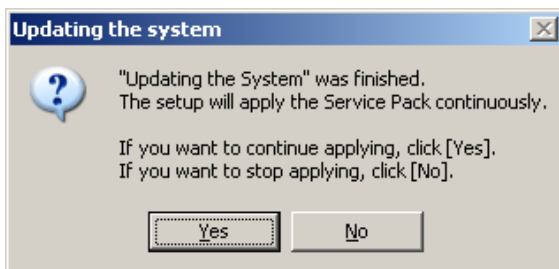 Updating the system
"Updating the System" was finished.
The setup will apply the Service Pack continuously.
If you want to continue applying, click [Yes].
If you want to stop applying, click [No].
Yes
No